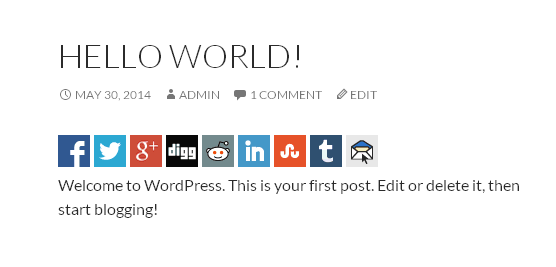 HELLO WORLD!
MAY 30, 2014 ADMIN 1 COMMENT EDIT
f g+ digg in t
Welcome to WordPress. This is your first post. Edit or delete it, then
start blogging!